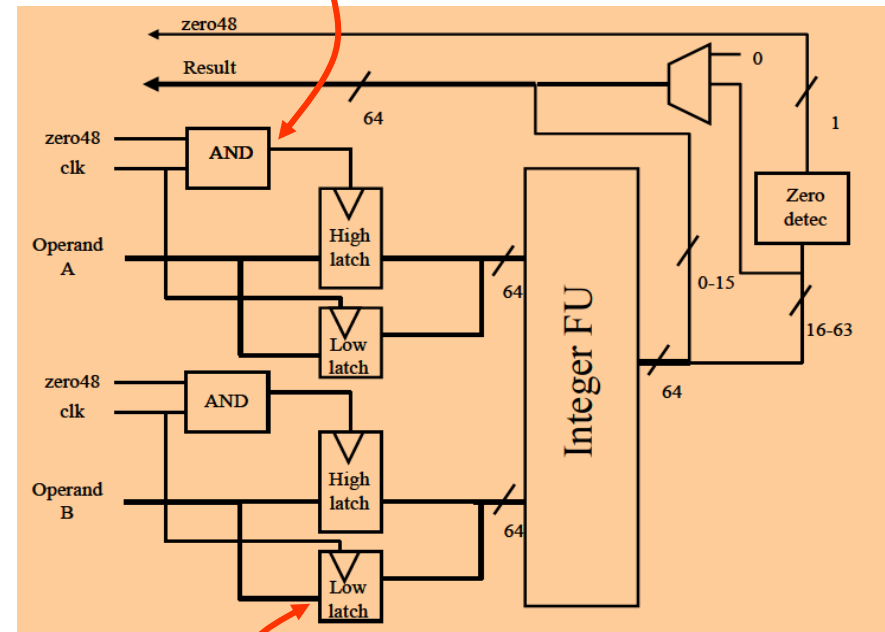 zero48
Result
64
0
1
zero48
clk
AND
Zero
detec
Operand
A
High
latch
64
0-15
Low
latch
16-63
Integer FU
64
zero48
clk
AND
Operand
B
High
latch
64
Low
latch